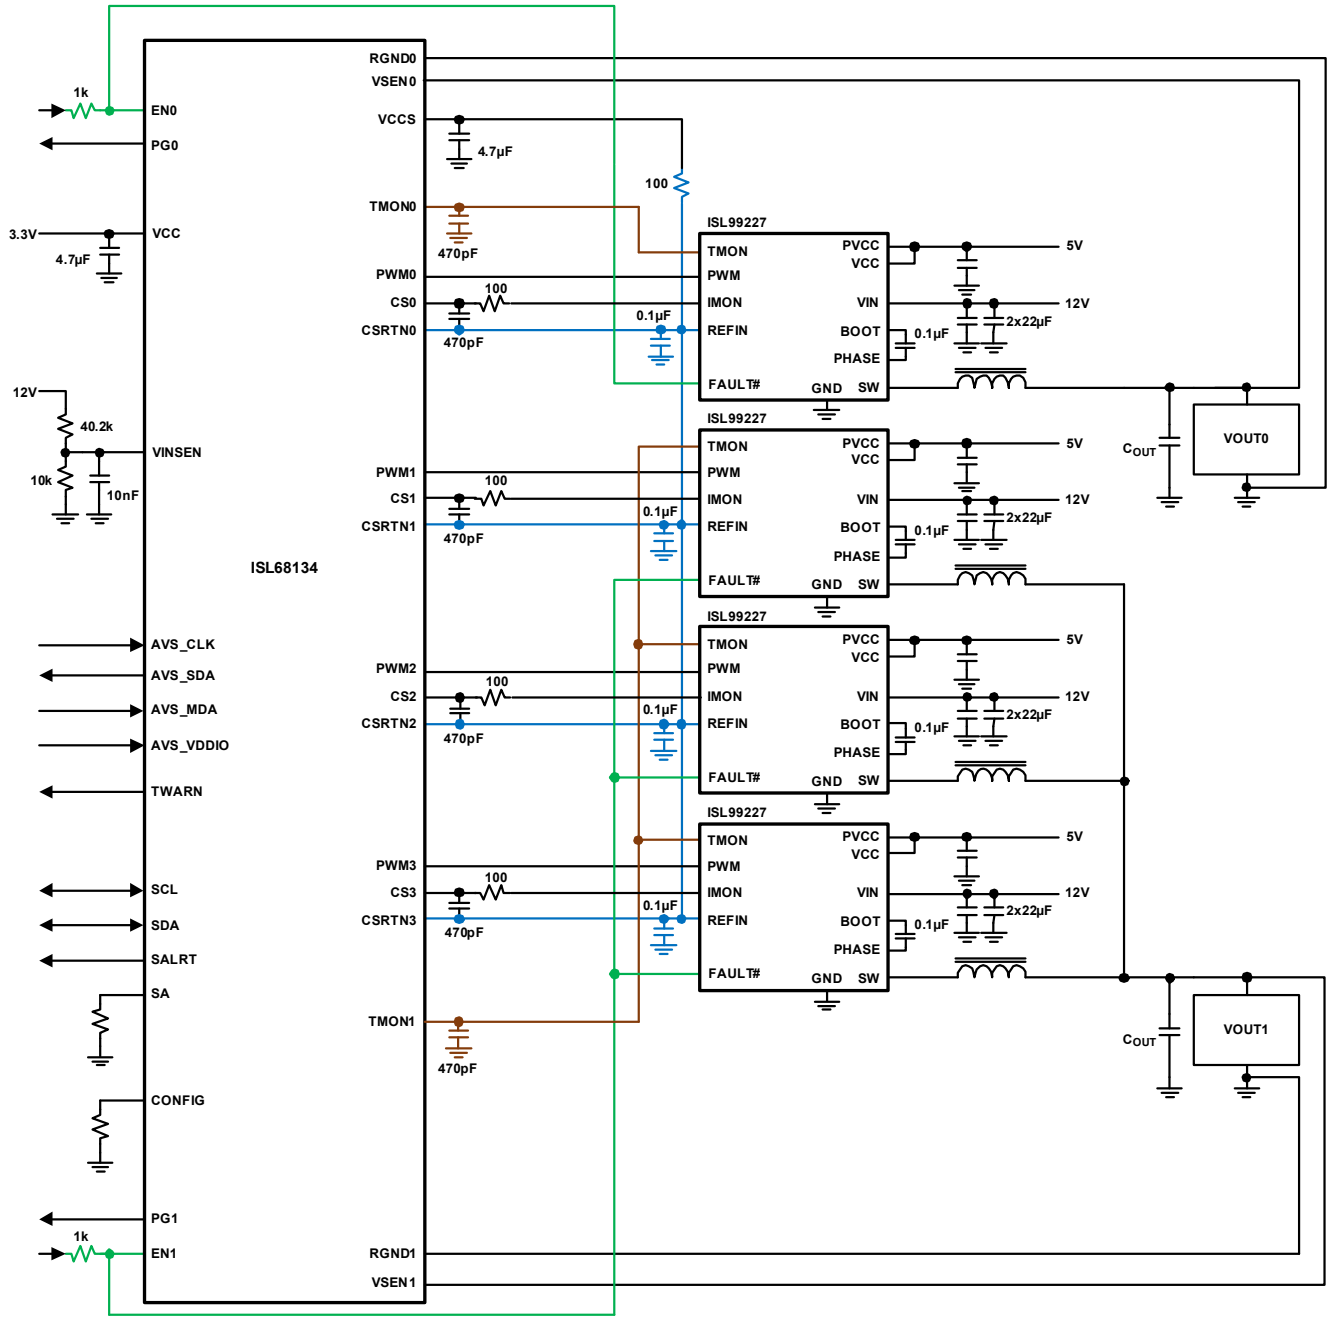 1k
EN0
PG0
3.3V
VCC
4.7µF
12V
40.2k
VINSEN
10k
10nF
ISL68134
AVS_CLK
AVS_SDA
AVS_MDA
AVS_VDDIO
TWARN
SCL
SDA
SALRT
SA
CONFIG
PG1
1k
EN1
RGND0
VSEN0
VCCS
4.7µF
100
TMON0
470pF
PWM0
CS0
100
CSRTN0
470pF
0.1µF
PWM1
CS1
100
CSRTN1
470pF
0.1µF
PWM2
CS2
100
CSRTN2
470pF
0.1µF
PWM3
CS3
100
CSRTN3
470pF
0.1µF
TMON1
470pF
RGND1
VSEN1
ISL99227
TMON
PWM
IMON
REFIN
FAULT#
PVCC
VCC
VIN
BOOT
PHASE
GND
SW
5V
12V
2x22µF
0.1µF
ISL99227
TMON
PWM
IMON
REFIN
FAULT#
PVCC
VCC
VIN
BOOT
PHASE
GND
SW
5V
12V
2x22µF
0.1µF
ISL99227
TMON
PWM
IMON
REFIN
FAULT#
PVCC
VCC
VIN
BOOT
PHASE
GND
SW
5V
12V
2x22µF
0.1µF
ISL99227
TMON
PWM
IMON
REFIN
FAULT#
PVCC
VCC
VIN
BOOT
PHASE
GND
SW
5V
12V
2x22µF
0.1µF
COUT
VOUT0
COUT
VOUT1